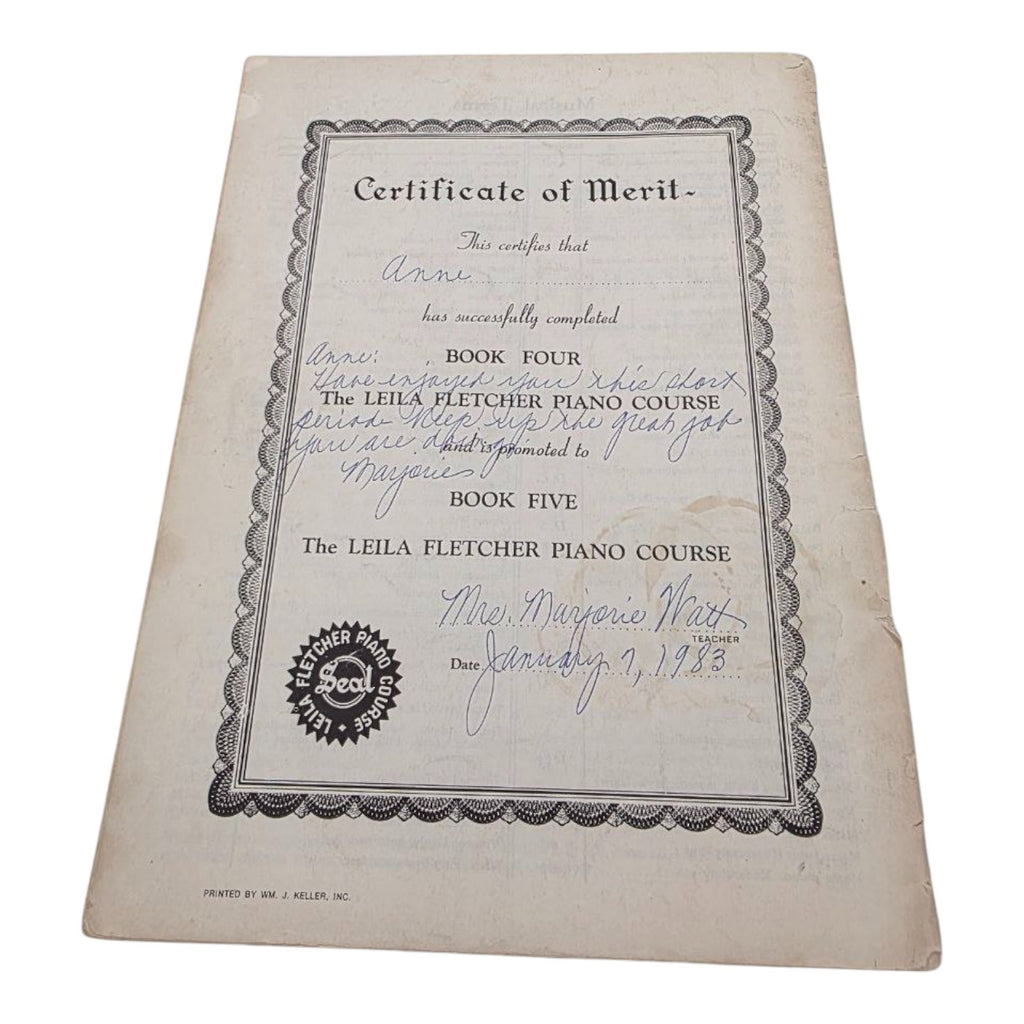 Certificate of Merit-
This certifies that
Anne
has successfully completed
Anne:
BOOK FOUR
Have enjoyed you this short
The LEILA FLETCHER PIANO COURSE
period. Keep up the great job
you are doing.
and is promoted to
Marjorie
BOOK FIVE
The LEILA FLETCHER PIANO COURSE
Mrs. Marjorie Watt
TEACHER
Date January 7, 1983
LEILA FLETCHER PIANO COURSE
Seal
PRINTED BY WM. J. KELLER, INC.